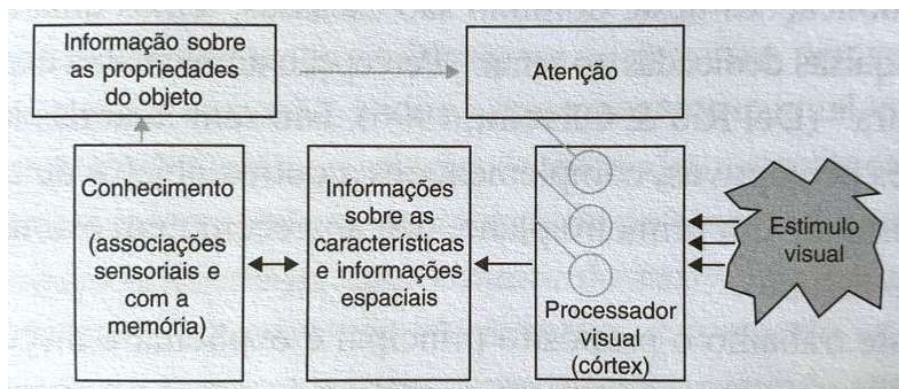 Informação sobre
as propriedades
do objeto
Atenção
Conhecimento
(associações
sensoriais e
com a
memória)
Informações
sobre as
características
e informações
espaciais
Processador
visual
(córtex)
Estimulo
visual